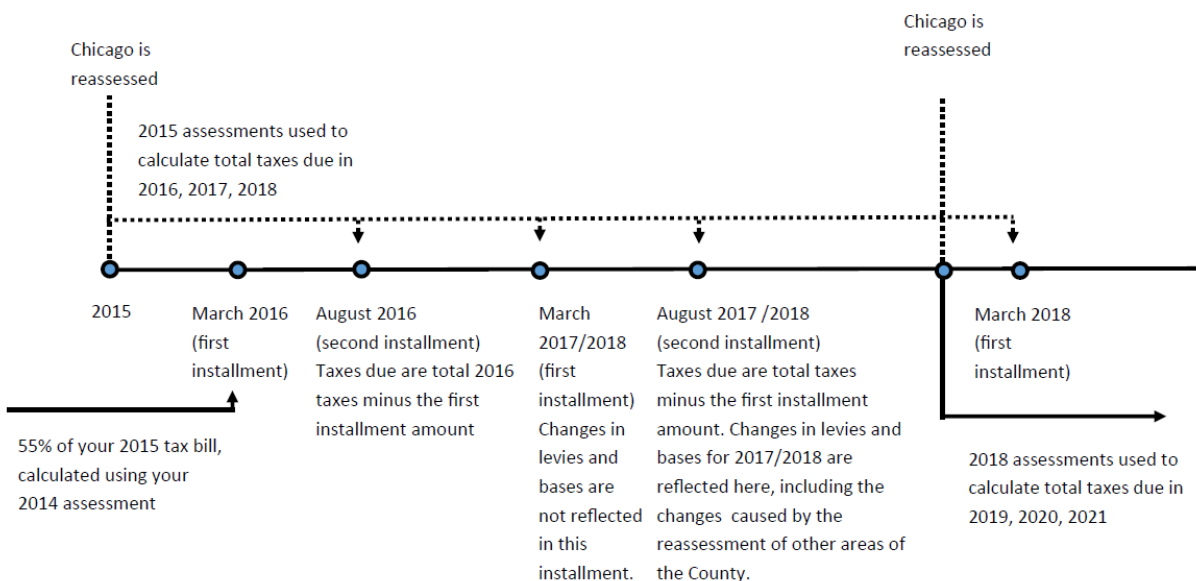 Chicago is
reassessed
Chicago is
reassessed
2015 assessments used to
calculate total taxes due in
2016, 2017, 2018
2015
March 2016
(first
installment)
August 2016
(second installment)
Taxes due are total 2016
taxes minus the first
installment amount
March
2017/2018
(first
installment)
Changes in
levies and
bases are
not reflected
in this
installment.
August 2017 /2018
(second installment)
Taxes due are total taxes
minus the first installment
amount. Changes in levies and
bases for 2017/2018 are
reflected here, including the
changes caused by the
reassessment of other areas of
the County.
March 2018
(first
installment)
55% of your 2015 tax bill,
calculated using your
2014 assessment
2018 assessments used to
calculate total taxes due in
2019, 2020, 2021